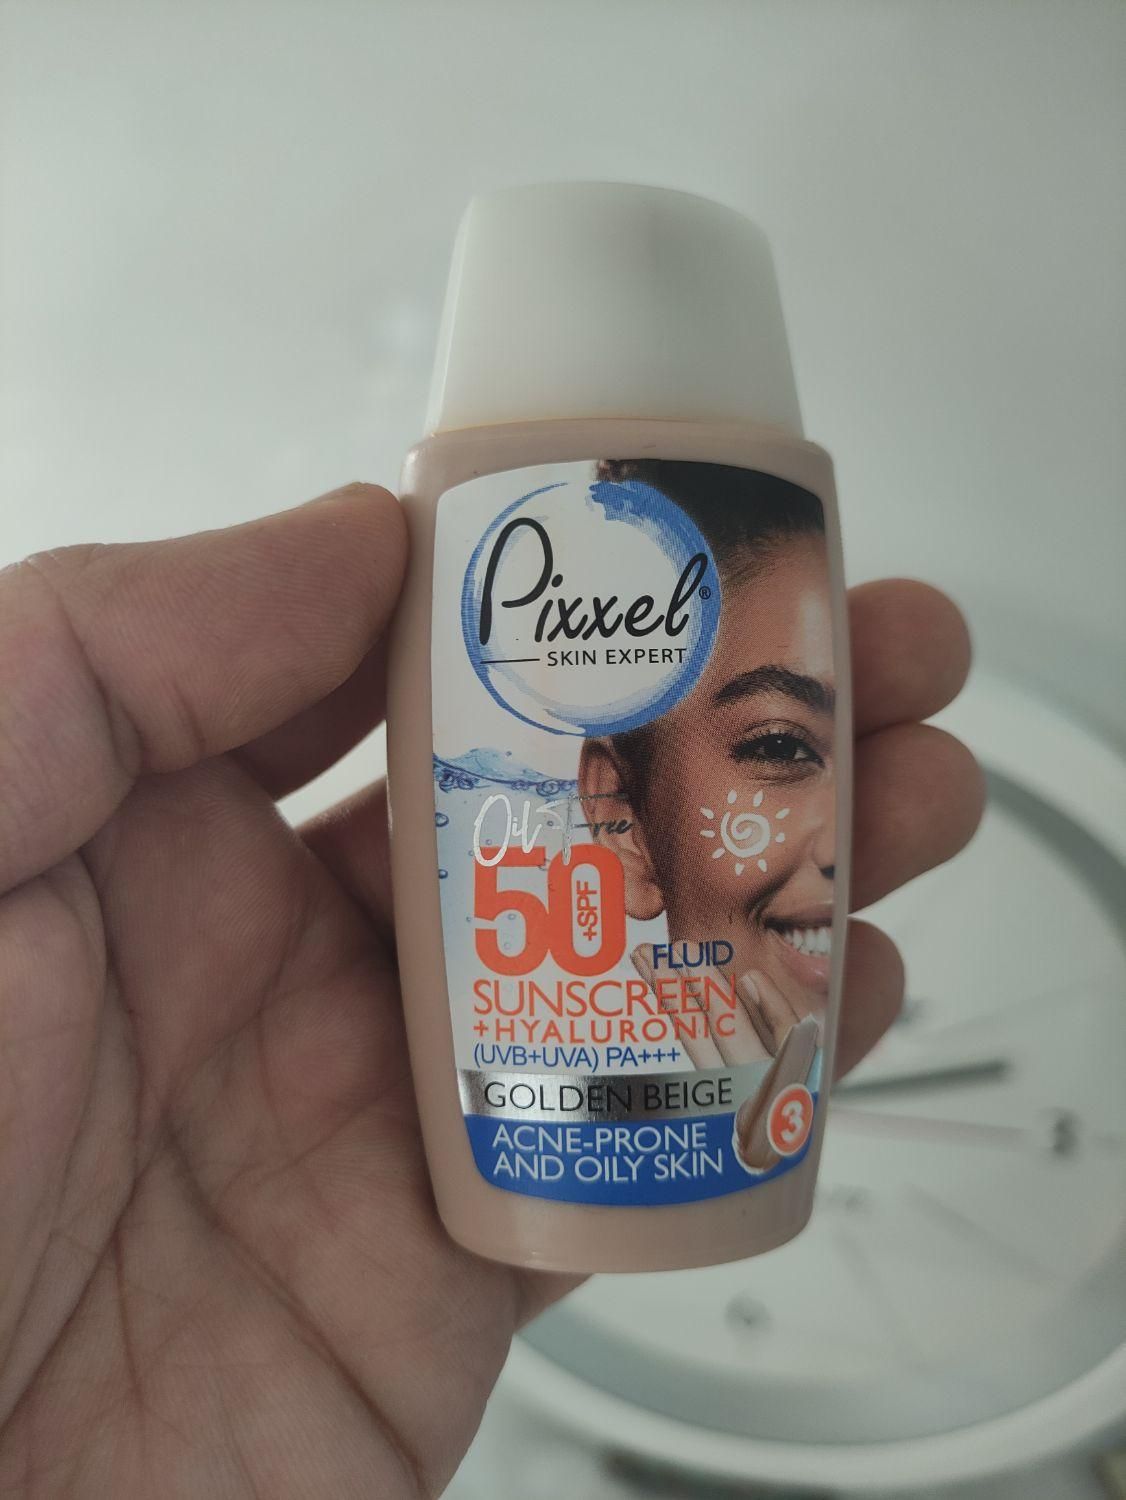 Pixxel®
SKIN EXPERT
Oil Free
50
+SPF
FLUID
SUNSCREEN
+HYALURONIC
(UVB+UVA) PA+++
GOLDEN BEIGE
3
ACNE-PRONE
AND OILY SKIN